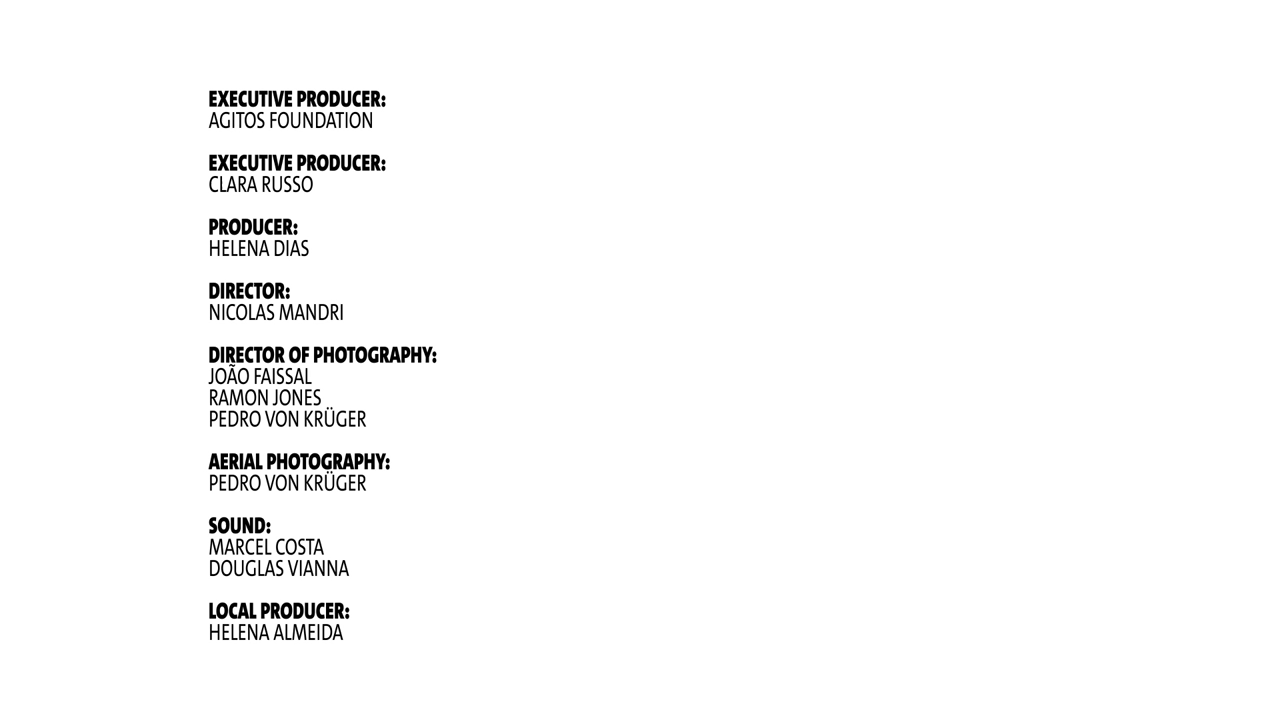 EXECUTIVE PRODUCER:
AGITOS FOUNDATION
EXECUTIVE PRODUCER:
CLARA RUSSO
PRODUCER:
HELENA DIAS
DIRECTOR:
NICOLAS MANDRI
DIRECTOR OF PHOTOGRAPHY:
JOÃO FAISSAL
RAMON JONES
PEDRO VON KRÜGER
AERIAL PHOTOGRAPHY:
PEDRO VON KRÜGER
SOUND:
MARCEL COSTA
DOUGLAS VIANNA
LOCAL PRODUCER:
HELENA ALMEIDA